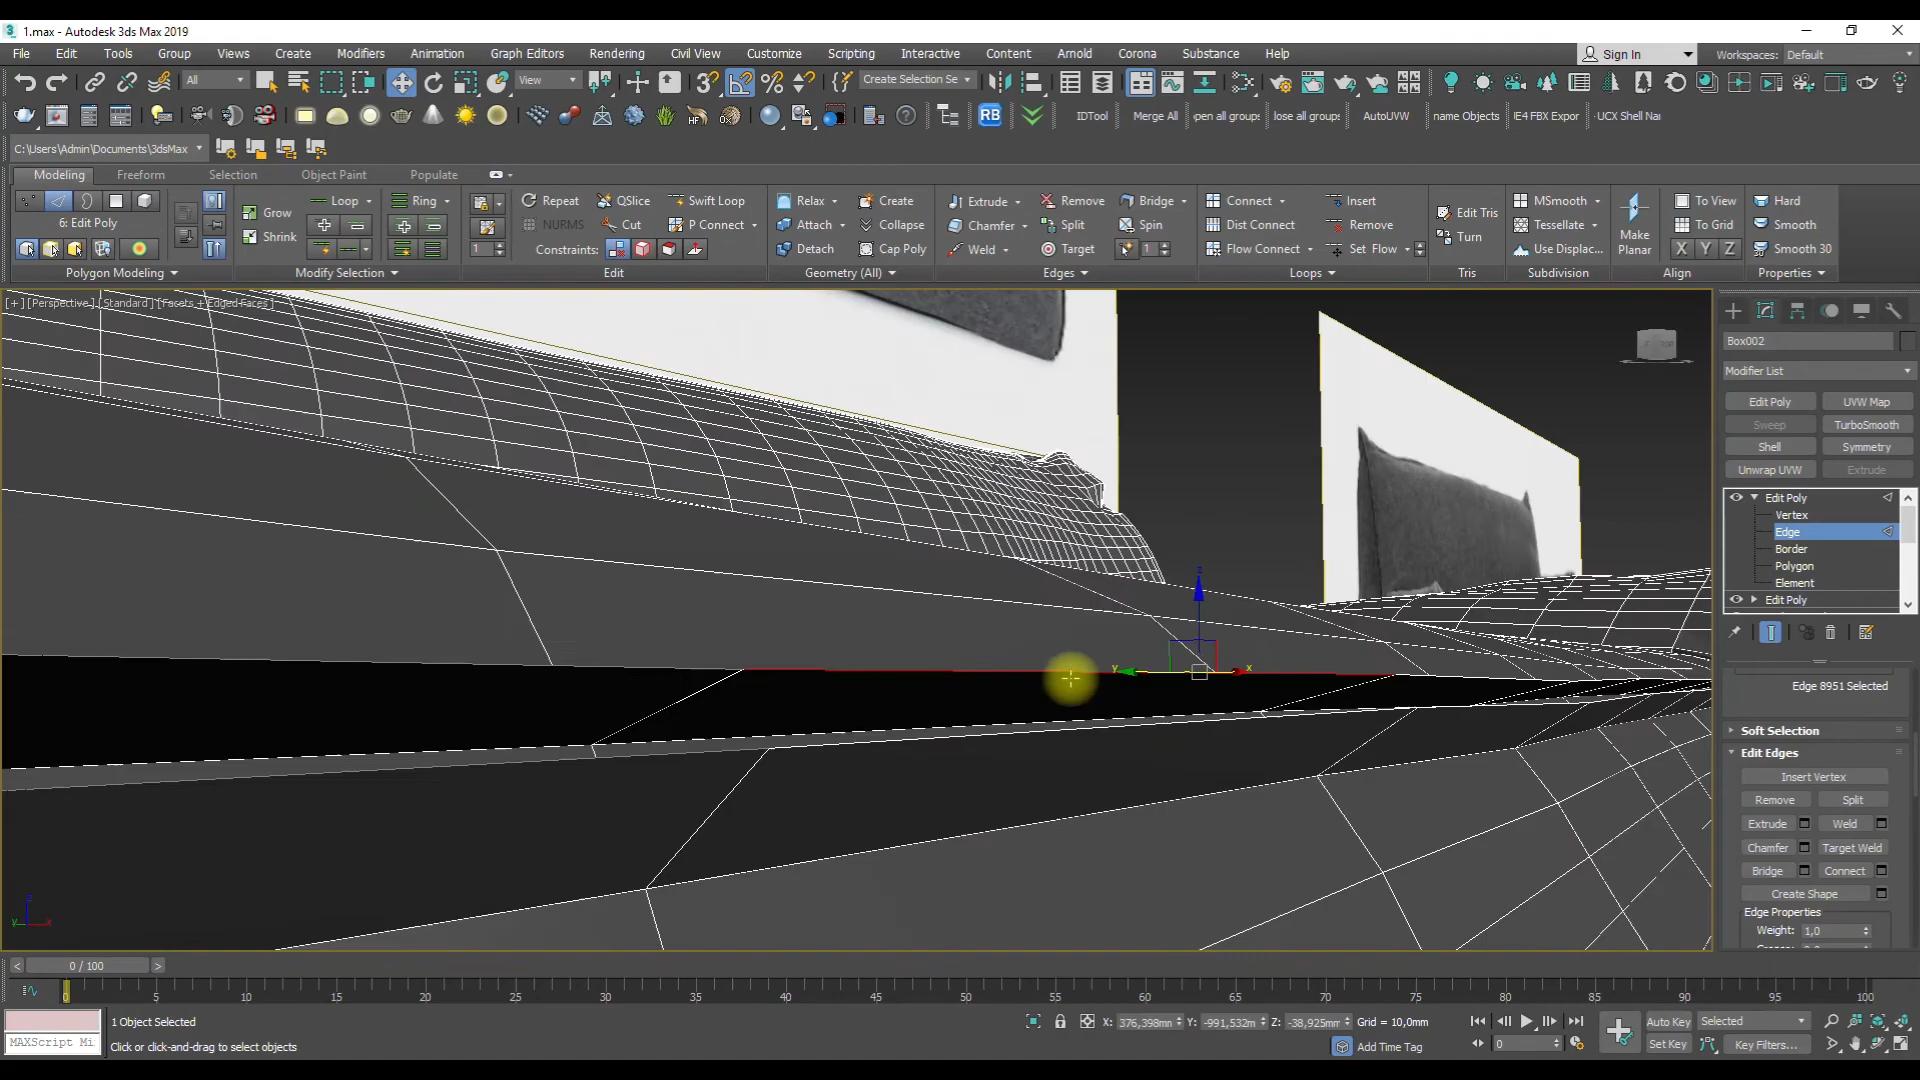 1.max - Autodesk 3ds Max 2019
File Edit Tools Group Views Create Modifiers Animation Graph Editors Rendering Civil View Customize Scripting Interactive Content Arnold Corona Substance Help
Sign In
Workspaces: Default
All View Create Selection Se
RB IDTool Merge All open all groups lose all groups AutoUVW name Objects IE4 FBX Expor UCX Shell Nar
C:\Users\Admin\Documents\3dsMax
Modeling Freeform Selection Object Paint Populate
Loop Ring Repeat QSlice Swift Loop Relax Create Extrude Remove Bridge Connect Insert MSmooth To View Hard
6: Edit Poly Grow NURMS Cut P Connect Attach Collapse Chamfer Split Spin Dist Connect Remove Edit Tris Tessellate To Grid Smooth
Shrink 1 Constraints: Detach Cap Poly Weld Target 1 Flow Connect Set Flow Turn Use Displac... Make Planar X Y Z Smooth 30
Polygon Modeling Modify Selection Edit Geometry (All) Edges Loops Tris Subdivision Align Properties
[+] [Perspective] [Standard] [Facets + Edged Faces]
Box002
Modifier List
Edit Poly UVW Map
Sweep TurboSmooth
Shell Symmetry
Unwrap UVW Extrude
Edit Poly
Vertex
Edge
Border
Polygon
Element
Edit Poly
z
y x
Edge 8951 Selected
Soft Selection
Edit Edges
Insert Vertex
Remove Split
Extrude Weld
Chamfer Target Weld
Bridge Connect
Create Shape
Edge Properties
Weight: 1,0
z
y x
< 0 / 100 >
0 5 10 15 20 25 30 35 40 45 50 55 60 65 70 75 80 85 90 95 100
1 Object Selected
X: 376,398mm Y: -991,532mm Z: -38,925mm Grid = 10,0mm
Auto Key Selected
MAXScript Mi
Click or click-and-drag to select objects
Add Time Tag
0
Set Key Key Filters...